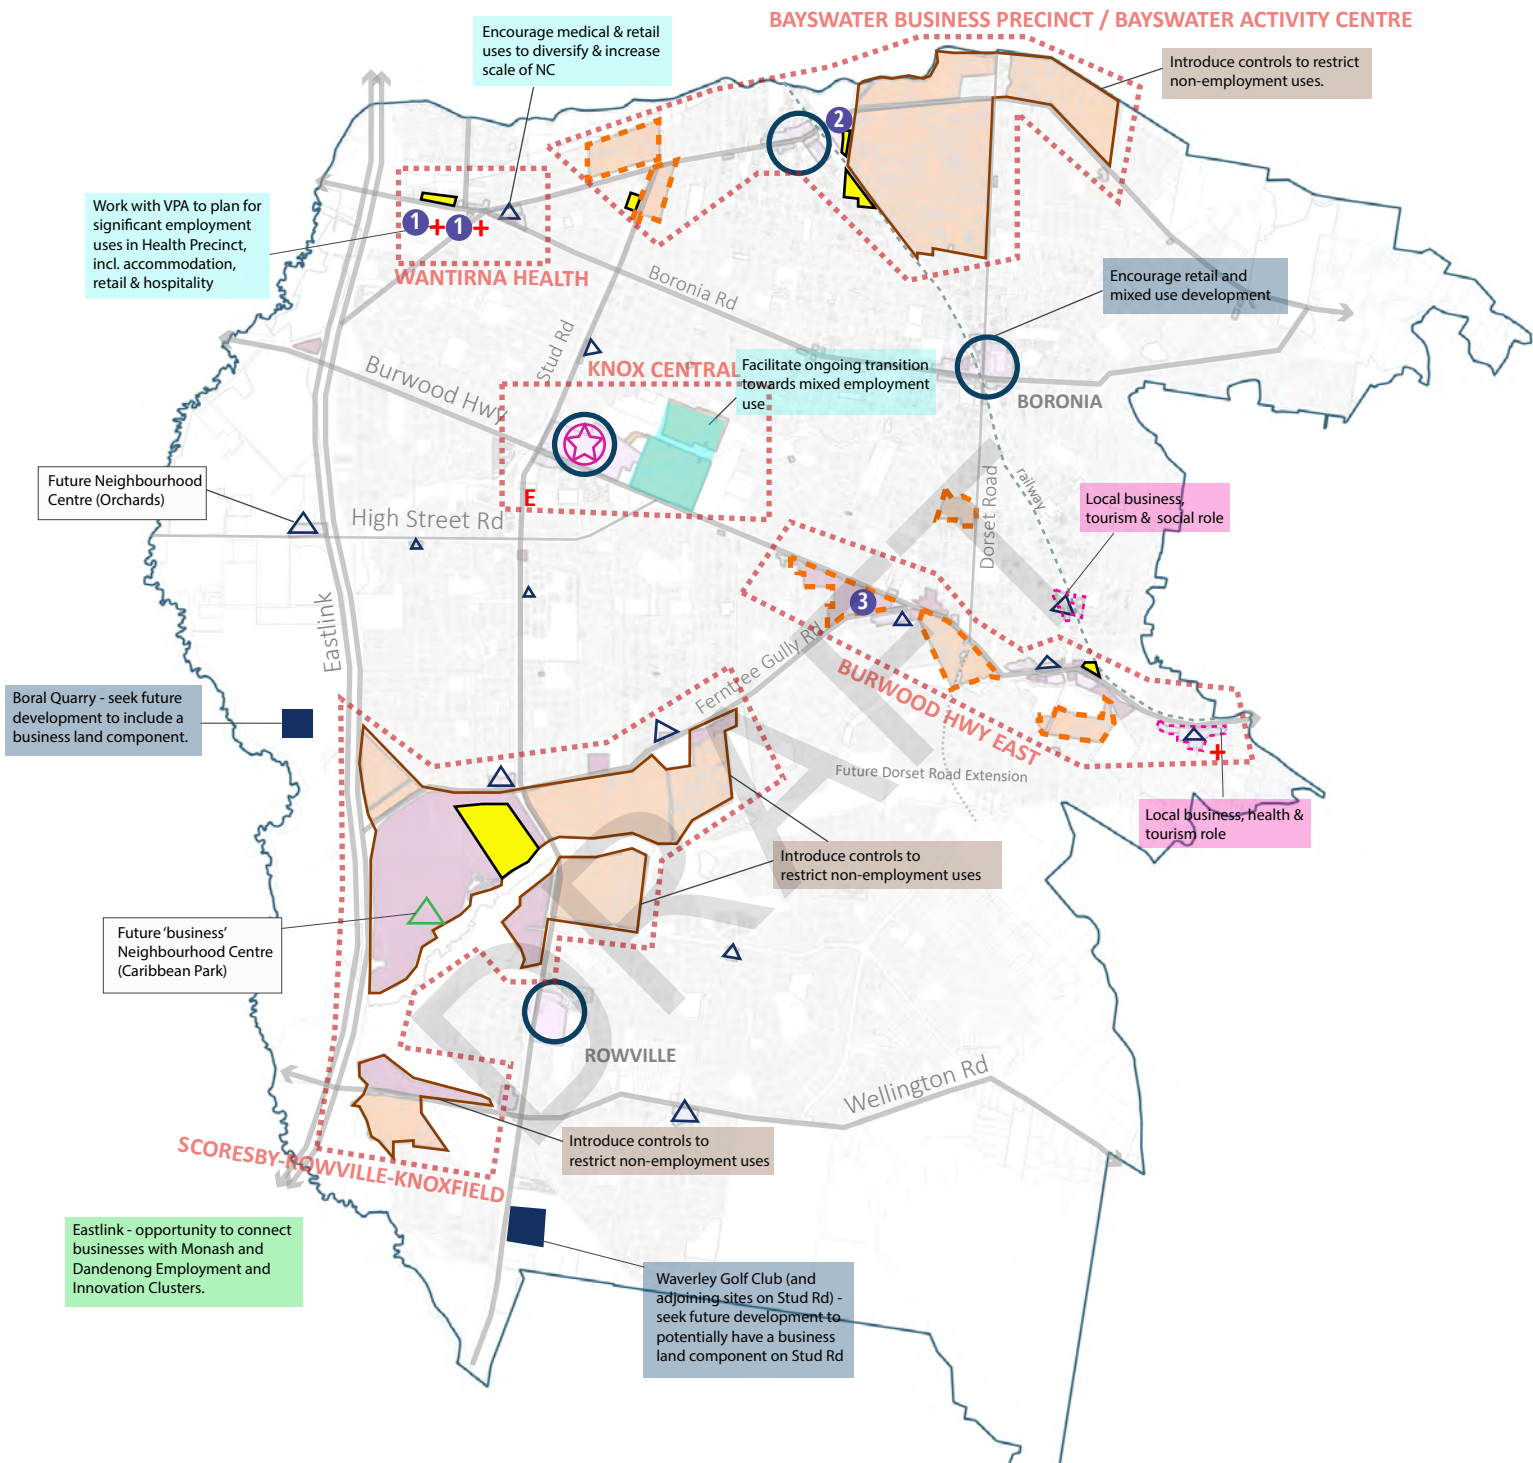 BAYSWATER BUSINESS PRECINCT / BAYSWATER ACTIVITY CENTRE
Encourage medical & retail
uses to diversify & increase
scale of NC
Introduce controls to restrict
non-employment uses.
2
Work with VPA to plan for
significant employment
uses in Health Precinct,
incl. accommodation,
retail & hospitality
1
1
WANTIRNA HEALTH
Boronia Rd
Encourage retail and
mixed use development
Stud Rd
Burwood Hwy
KNOX CENTRAL
Facilitate ongoing transition
towards mixed employment
use
BORONIA
Future Neighbourhood
Centre (Orchards)
E
High Street Rd
Dorset Road
railway
Local business,
tourism & social role
3
Eastlink
Ferntree Gully Rd
BURWOOD HWY EAST
Boral Quarry - seek future
development to include a
business land component.
Future Dorset Road Extension
Local business, health &
tourism role
Introduce controls to
restrict non-employment uses
Future ‘business’
Neighbourhood Centre
(Caribbean Park)
DRAFT
ROWVILLE
Wellington Rd
Introduce controls to
restrict non-employment uses
SCORESBY-ROWVILLE-KNOXFIELD
Eastlink - opportunity to connect
businesses with Monash and
Dandenong Employment and
Innovation Clusters.
Waverley Golf Club (and
adjoining sites on Stud Rd) -
seek future development to
potentially have a business
land component on Stud Rd